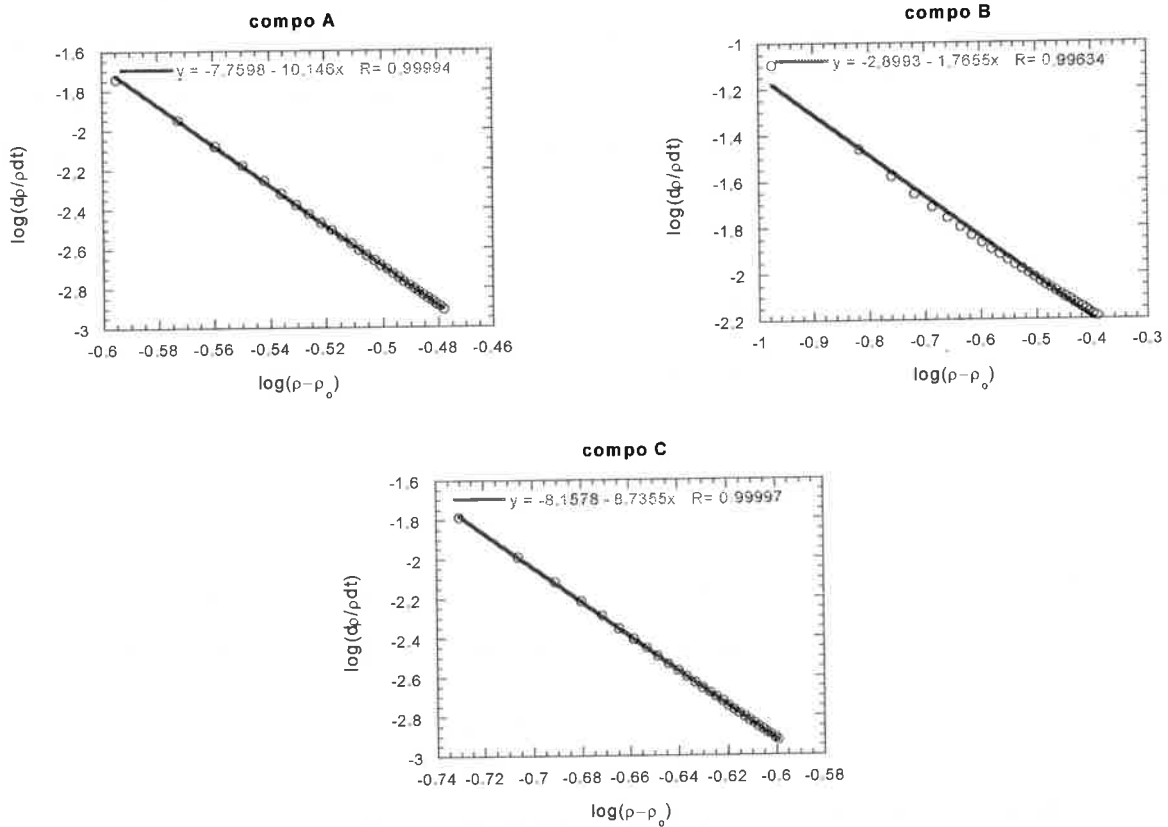 compo A
y = -7.7598 - 10.146x R= 0.99994
-1.6
-1.8
-2
-2.2
-2.4
-2.6
-2.8
-3
log(dρ/ρdt)
-0.6 -0.58 -0.56 -0.54 -0.52 -0.5 -0.48 -0.46
log(ρ-ρo)
compo B
y = -2.8993 - 1.7655x R= 0.99634
-1
-1.2
-1.4
-1.6
-1.8
-2
-2.2
log(dρ/ρdt)
-1 -0.9 -0.8 -0.7 -0.6 -0.5 -0.4 -0.3
log(ρ-ρo)
compo C
y = -8.1578 - 8.7355x R= 0.99997
-1.6
-1.8
-2
-2.2
-2.4
-2.6
-2.8
-3
log(dρ/ρdt)
-0.74 -0.72 -0.7 -0.68 -0.66 -0.64 -0.62 -0.6 -0.58
log(ρ-ρo)